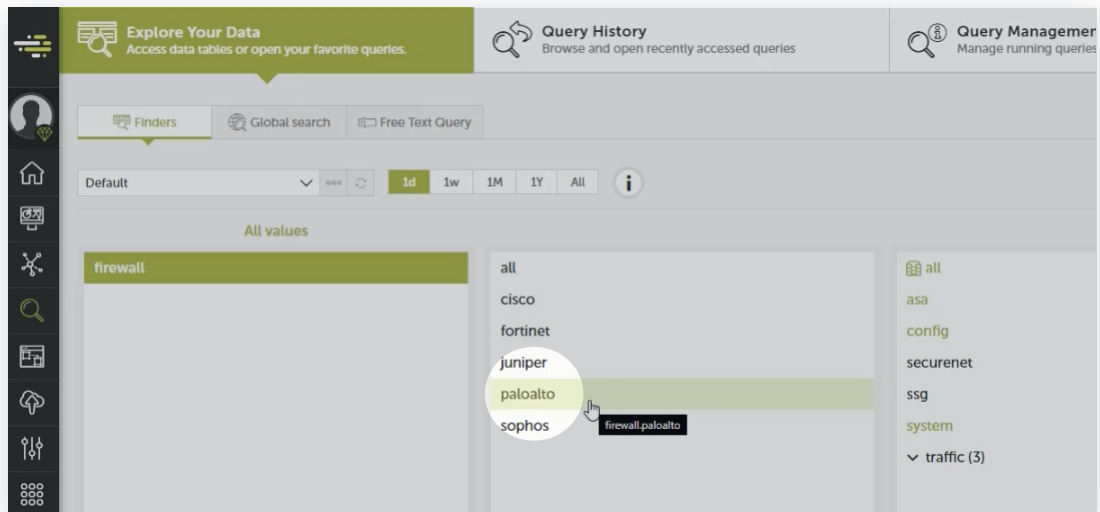 Explore Your Data
Access data tables or open your favorite queries.
Query History
Browse and open recently accessed queries
Query Managemen
Manage running queries
Finders
Global search
Free Text Query
Default
1d
1w
1M
1Y
All
i
All values
firewall
all
cisco
fortinet
juniper
paloalto
sophos
firewall.paloalto
all
asa
config
securenet
ssg
system
traffic (3)